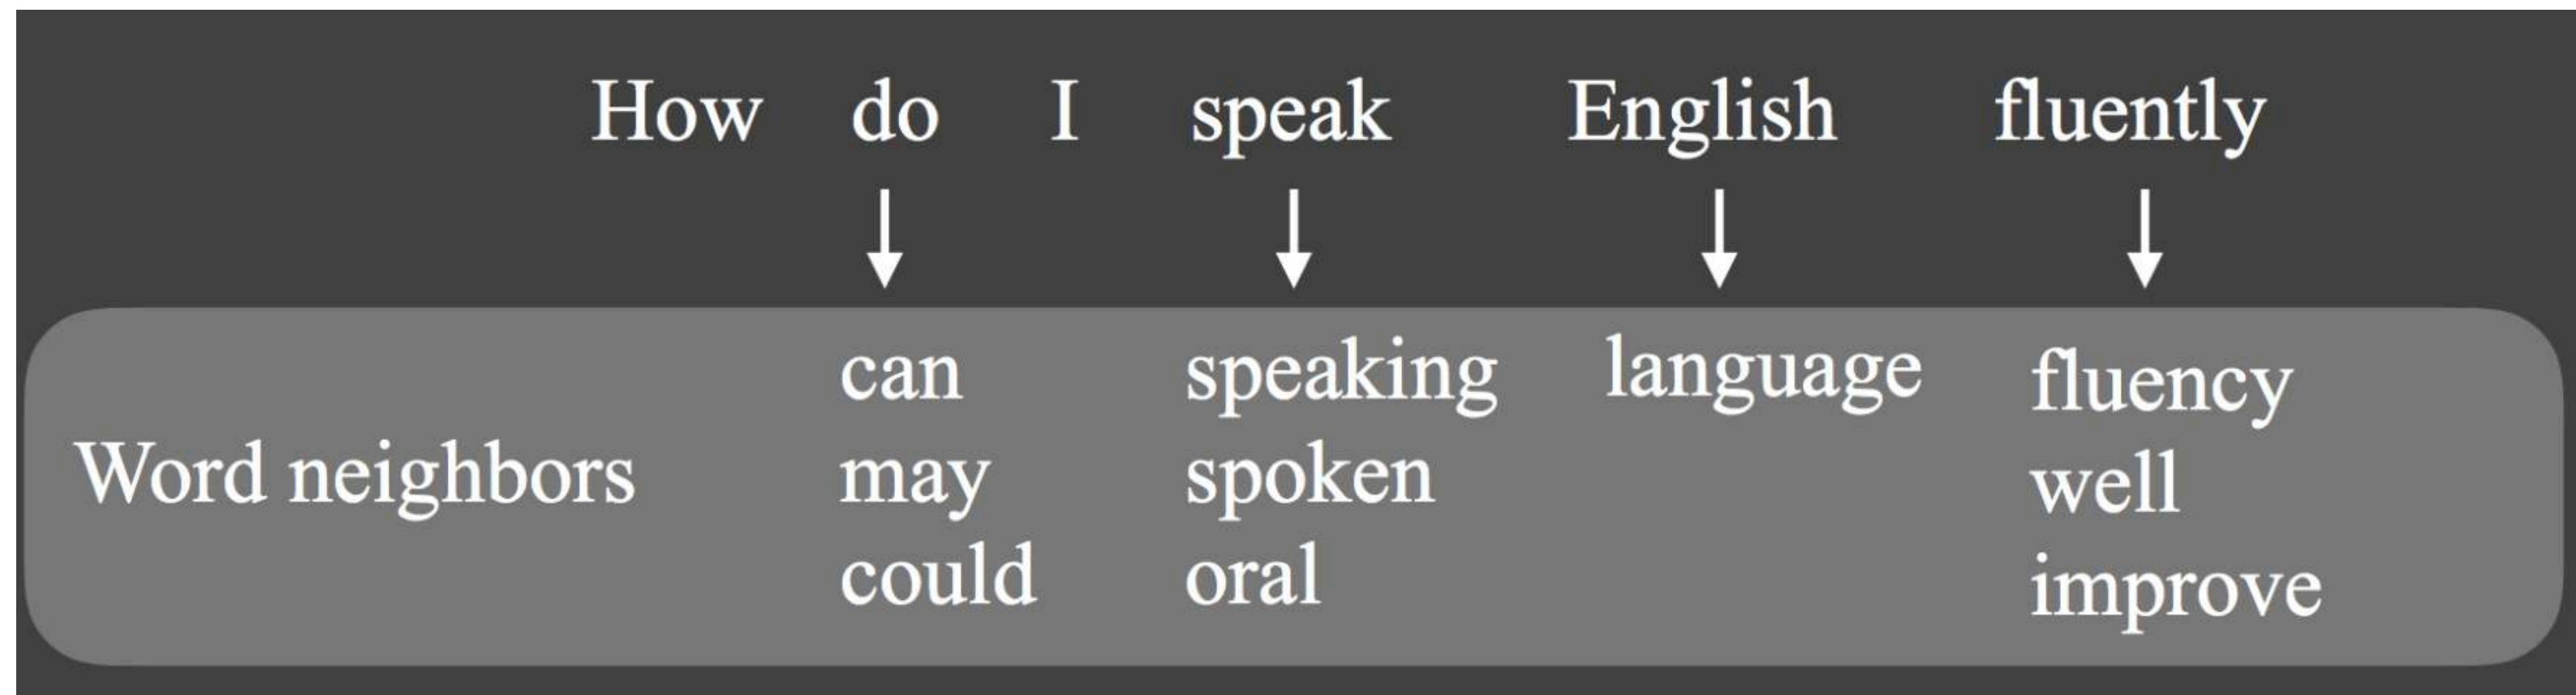 How do I speak English fluently
can speaking language fluency
Word neighbors may spoken well
could oral improve